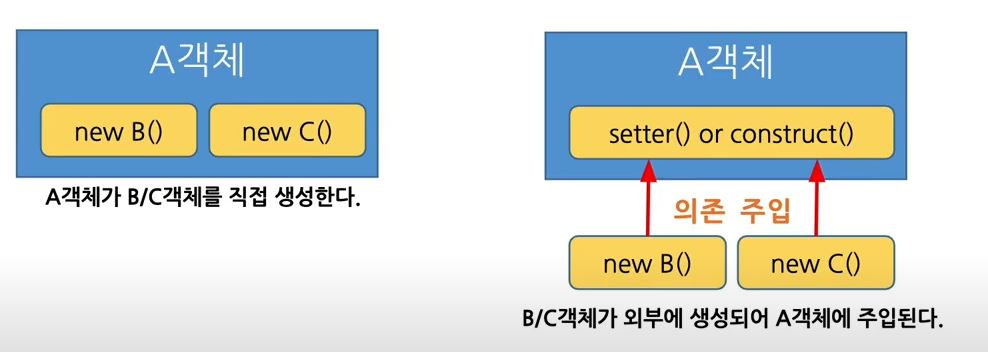 A객체
new B()
new C()
A객체가 B/C객체를 직접 생성한다.
A객체
setter() or construct()
의존 주입
new B()
new C()
B/C객체가 외부에 생성되어 A객체에 주입된다.